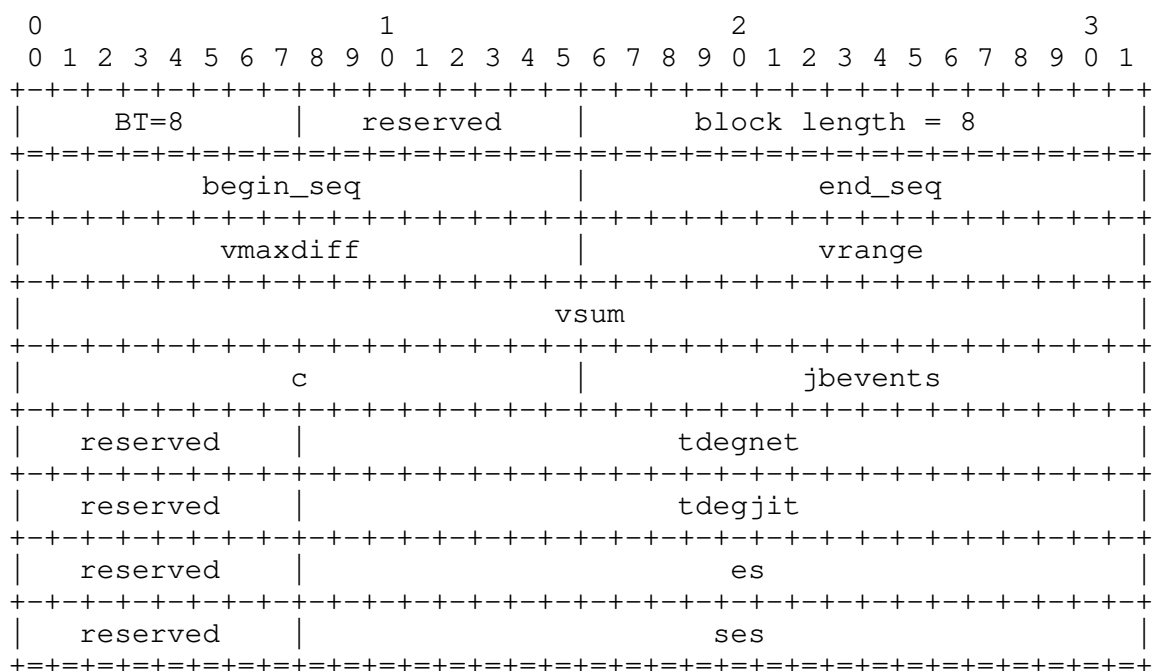 0                   1                   2                   3
 0 1 2 3 4 5 6 7 8 9 0 1 2 3 4 5 6 7 8 9 0 1 2 3 4 5 6 7 8 9 0 1
+-+-+-+-+-+-+-+-+-+-+-+-+-+-+-+-+-+-+-+-+-+-+-+-+-+-+-+-+-+-+-+-+
|     BT=8      |   reserved    |      block length = 8         |
+=+=+=+=+=+=+=+=+=+=+=+=+=+=+=+=+=+=+=+=+=+=+=+=+=+=+=+=+=+=+=+=+
|          begin_seq            |             end_seq           |
+-+-+-+-+-+-+-+-+-+-+-+-+-+-+-+-+-+-+-+-+-+-+-+-+-+-+-+-+-+-+-+-+
|           vmaxdiff            |             vrange            |
+-+-+-+-+-+-+-+-+-+-+-+-+-+-+-+-+-+-+-+-+-+-+-+-+-+-+-+-+-+-+-+-+
|                              vsum                             |
+-+-+-+-+-+-+-+-+-+-+-+-+-+-+-+-+-+-+-+-+-+-+-+-+-+-+-+-+-+-+-+-+
|               c               |            jbevents           |
+-+-+-+-+-+-+-+-+-+-+-+-+-+-+-+-+-+-+-+-+-+-+-+-+-+-+-+-+-+-+-+-+
|   reserved    |                     tdegnet                   |
+-+-+-+-+-+-+-+-+-+-+-+-+-+-+-+-+-+-+-+-+-+-+-+-+-+-+-+-+-+-+-+-+
|   reserved    |                     tdegjit                   |
+-+-+-+-+-+-+-+-+-+-+-+-+-+-+-+-+-+-+-+-+-+-+-+-+-+-+-+-+-+-+-+-+
|   reserved    |                        es                     |
+-+-+-+-+-+-+-+-+-+-+-+-+-+-+-+-+-+-+-+-+-+-+-+-+-+-+-+-+-+-+-+-+
|   reserved    |                       ses                     |
+=+=+=+=+=+=+=+=+=+=+=+=+=+=+=+=+=+=+=+=+=+=+=+=+=+=+=+=+=+=+=+=+